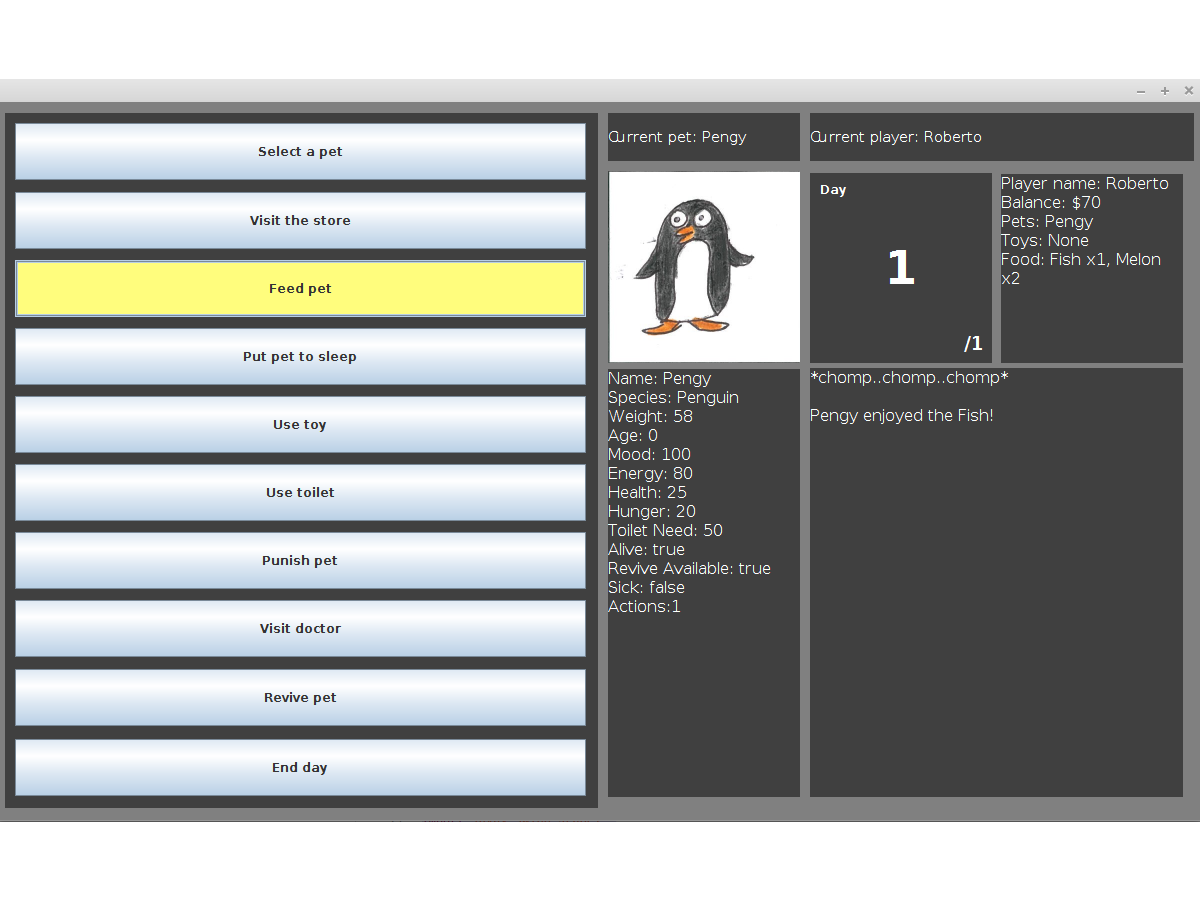 Select a pet
Visit the store
Feed pet
Put pet to sleep
Use toy
Use toilet
Punish pet
Visit doctor
Revive pet
End day
Current pet: Pengy
Current player: Roberto
Day
1
/1
Player name: Roberto
Balance: $70
Pets: Pengy
Toys: None
Food: Fish x1, Melon
x2
Name: Pengy
Species: Penguin
Weight: 58
Age: 0
Mood: 100
Energy: 80
Health: 25
Hunger: 20
Toilet Need: 50
Alive: true
Revive Available: true
Sick: false
Actions:1
*chomp..chomp..chomp*
Pengy enjoyed the Fish!